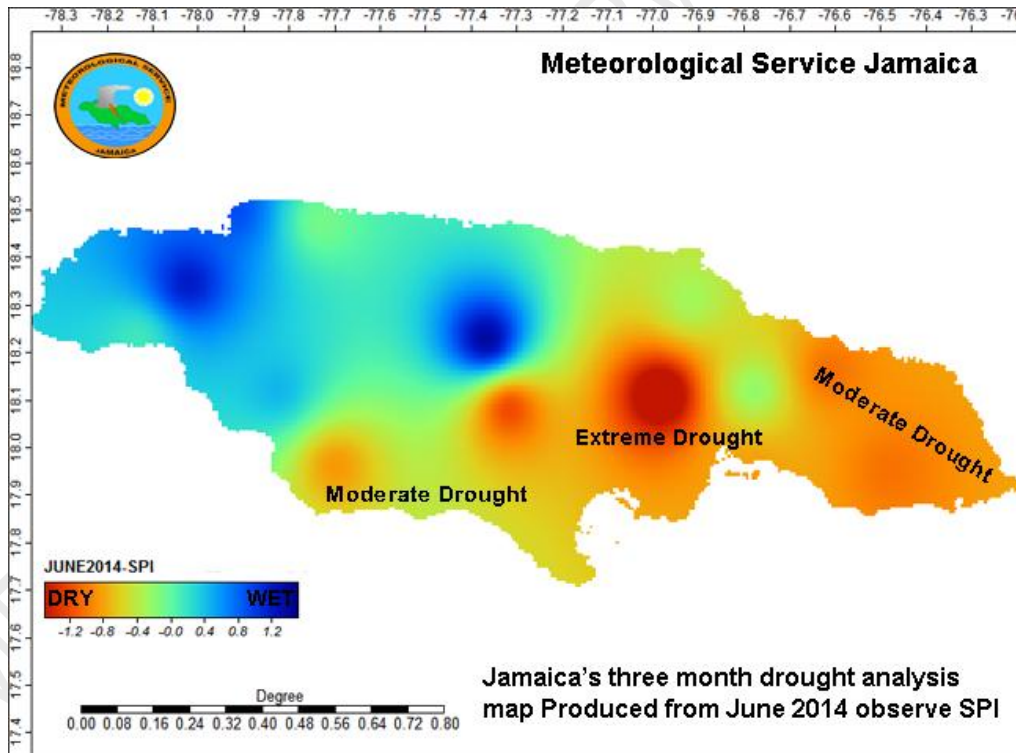 -78.3 -78.2 -78.1 -78.0 -77.9 -77.8 -77.7 -77.6 -77.5 -77.4 -77.3 -77.2 -77.1 -77.0 -76.9 -76.8 -76.7 -76.6 -76.5 -76.4 -76.3
18.8
18.7
18.6
18.5
18.4
18.3
18.2
18.1
18.0
17.9
17.8
17.7
17.6
17.5
17.4
METEOROLOGICAL SERVICE
JAMAICA
Meteorological Service Jamaica
Moderate Drought
Extreme Drought
Moderate Drought
JUNE2014-SPI
DRY WET
-1.2 -0.8 -0.4 -0.0 0.4 0.8 1.2
Degree
0.00 0.08 0.16 0.24 0.32 0.40 0.48 0.56 0.64 0.72 0.80
Jamaica's three month drought analysis
map Produced from June 2014 observe SPI